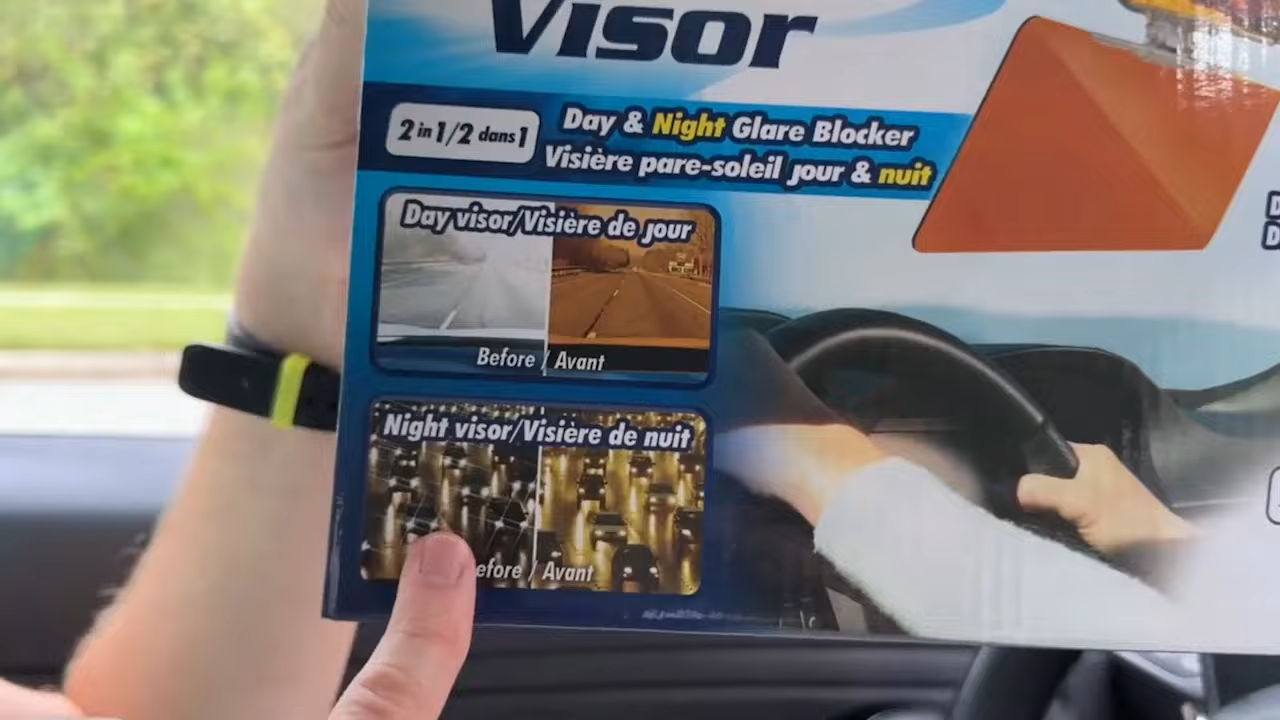 Visor
2 in 1/2 dans 1
Day & Night Glare Blocker
Visière pare-soleil jour & nuit
Day visor/Visière de jour
Before / Avant
Night visor/Visière de nuit
efore / Avant